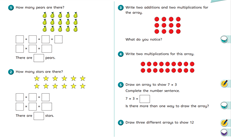 1 How many pears are there?
+ + =
+ =
There are pears.
2 How many stars are there?
+ =
+ =
There are stars.
3 Write two additions and two multiplications for
the array.
What do you notice?
4 Write two multiplications for this array.
5 Draw an array to show 7 × 3
Complete the number sentence.
7 × 3 =
Is there more than one way to draw the array?
6 Draw three different arrays to show 12